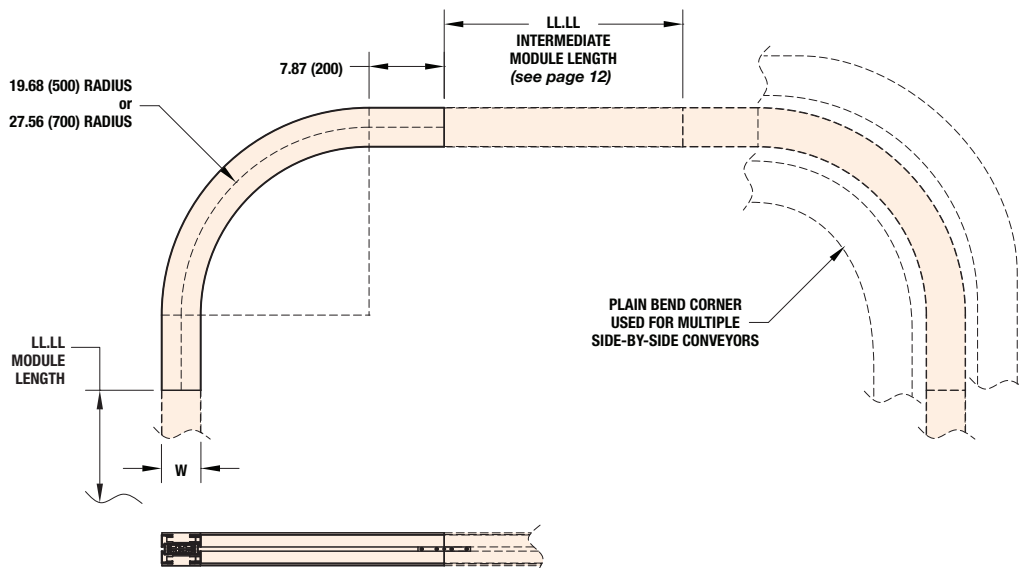 LL.LL
INTERMEDIATE
MODULE LENGTH
(see page 12)
7.87 (200)
19.68 (500) RADIUS
or
27.56 (700) RADIUS
PLAIN BEND CORNER
USED FOR MULTIPLE
SIDE-BY-SIDE CONVEYORS
LL.LL
MODULE
LENGTH
W